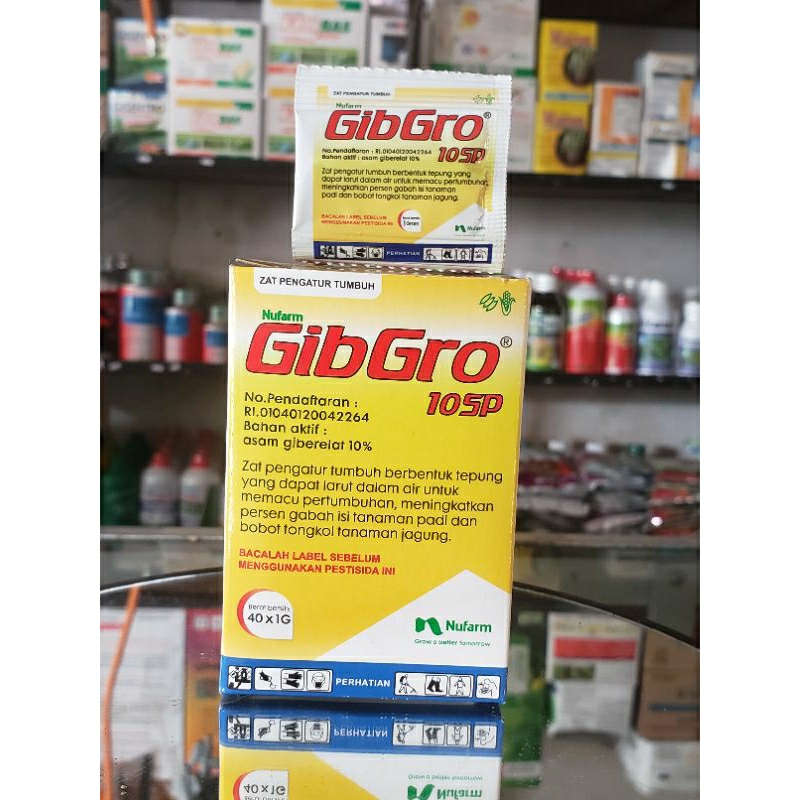 ZAT PENGATUR TUMBUH
Nufarm
GibGro®
10SP
No.Pendaftaran : RI.01040120042264
Bahan aktif : asam giberelat 10%
Zat pengatur tumbuh berbentuk tepung yang
dapat larut dalam air untuk memacu pertumbuhan,
meningkatkan persen gabah isi tanaman
padi dan bobot tongkol tanaman jagung.
BACALAH LABEL SEBELUM
MENGGUNAKAN PESTISIDA INI
Nufarm
PERHATIAN
ZAT PENGATUR TUMBUH
Nufarm
GibGro®
10SP
No.Pendaftaran :
RI.01040120042264
Bahan aktif :
asam giberelat 10%
Zat pengatur tumbuh berbentuk tepung
yang dapat larut dalam air untuk
memacu pertumbuhan, meningkatkan
persen gabah isi tanaman padi dan
bobot tongkol tanaman jagung.
BACALAH LABEL SEBELUM
MENGGUNAKAN PESTISIDA INI
Berat bersih
40 x 1G
Nufarm
Grow a better tomorrow
PERHATIAN